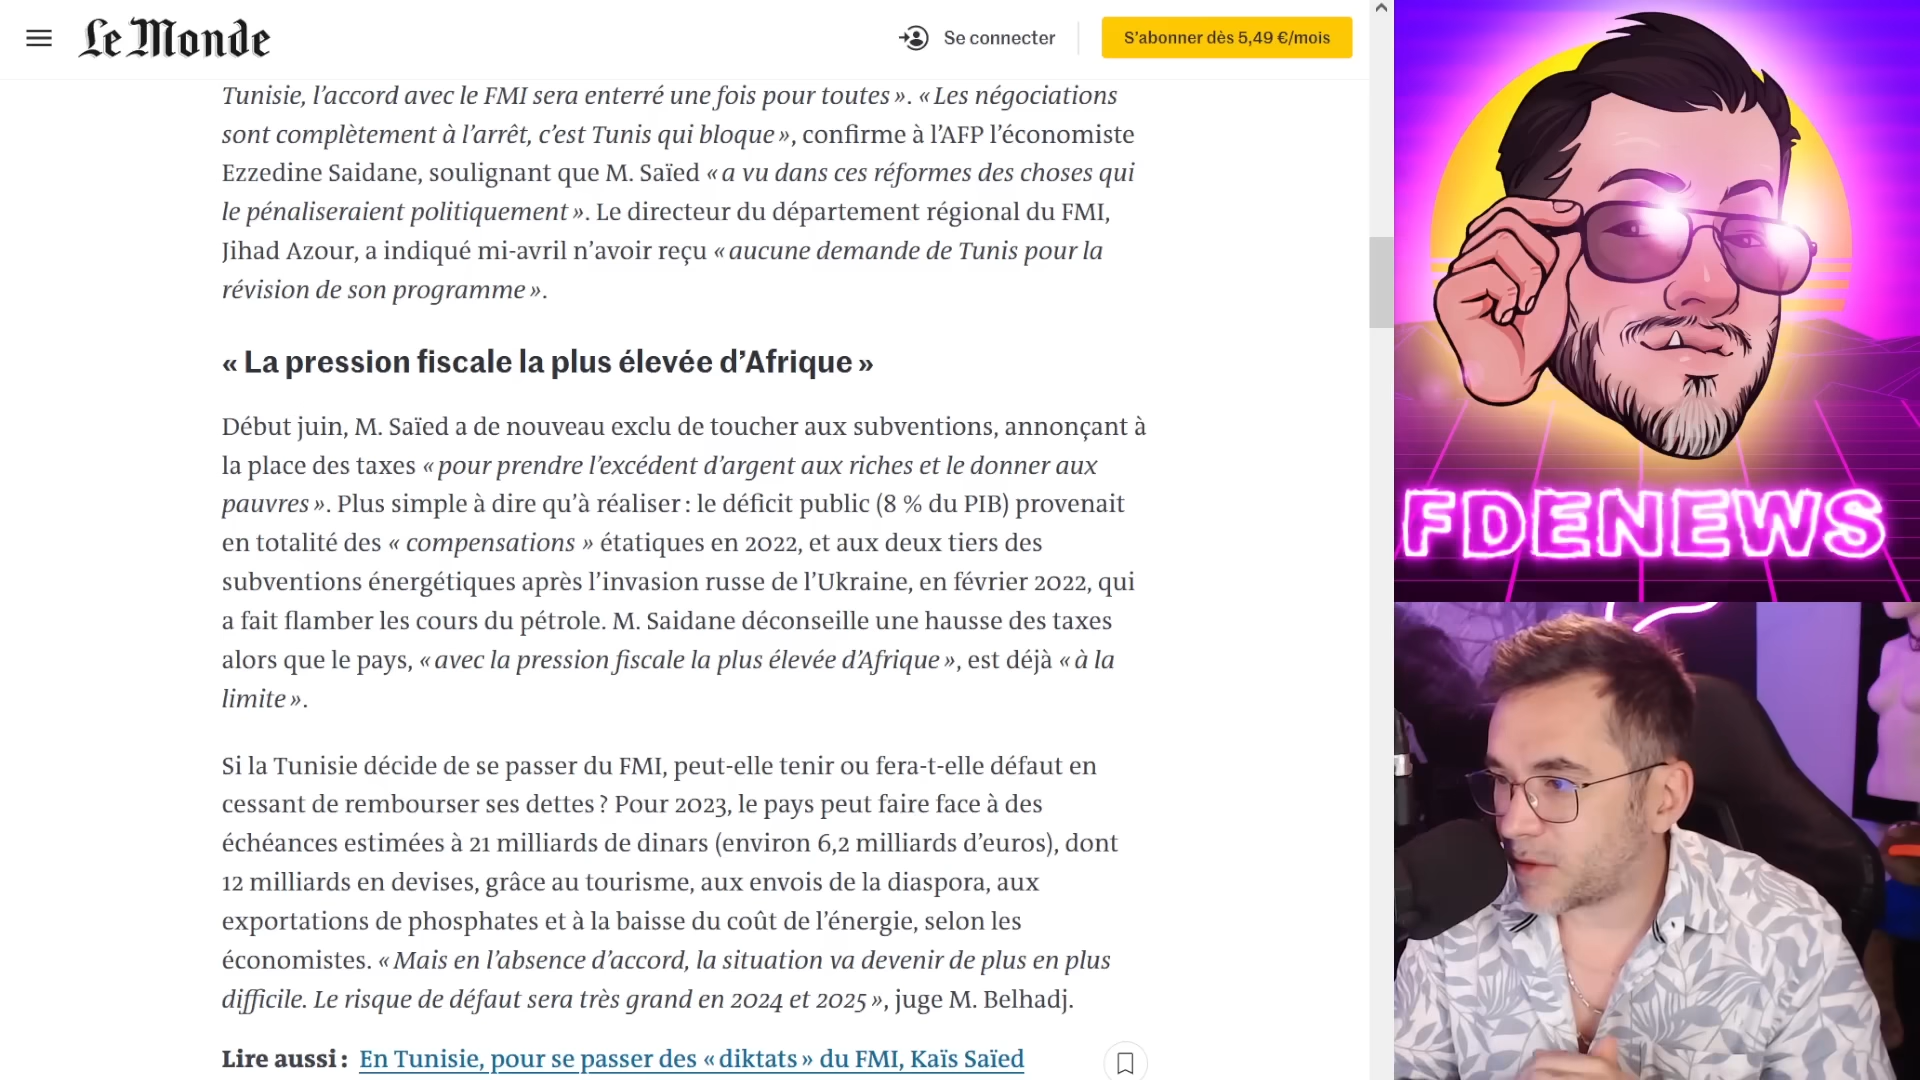 Le Monde
Se connecter
S’abonner dès 5,49 €/mois
Tunisie, l’accord avec le FMI sera enterré une fois pour toutes ». « Les négociations
sont complètement à l’arrêt, c’est Tunis qui bloque », confirme à l’AFP l’économiste
Ezzedine Saidane, soulignant que M. Saïed « a vu dans ces réformes des choses qui
le pénaliseraient politiquement ». Le directeur du département régional du FMI,
Jihad Azour, a indiqué mi-avril n’avoir reçu « aucune demande de Tunis pour la
révision de son programme ».
« La pression fiscale la plus élevée d’Afrique »
Début juin, M. Saïed a de nouveau exclu de toucher aux subventions, annonçant à
la place des taxes « pour prendre l’excédent d’argent aux riches et le donner aux
pauvres ». Plus simple à dire qu’à réaliser : le déficit public (8 % du PIB) provenait
en totalité des « compensations » étatiques en 2022, et aux deux tiers des
subventions énergétiques après l’invasion russe de l’Ukraine, en février 2022, qui
a fait flamber les cours du pétrole. M. Saidane déconseille une hausse des taxes
alors que le pays, « avec la pression fiscale la plus élevée d’Afrique », est déjà « à la
limite ».
Si la Tunisie décide de se passer du FMI, peut-elle tenir ou fera-t-elle défaut en
cessant de rembourser ses dettes ? Pour 2023, le pays peut faire face à des
échéances estimées à 21 milliards de dinars (environ 6,2 milliards d’euros), dont
12 milliards en devises, grâce au tourisme, aux envois de la diaspora, aux
exportations de phosphates et à la baisse du coût de l’énergie, selon les
économistes. « Mais en l’absence d’accord, la situation va devenir de plus en plus
difficile. Le risque de défaut sera très grand en 2024 et 2025 », juge M. Belhadj.
Lire aussi : En Tunisie, pour se passer des « diktats » du FMI, Kaïs Saïed
FDENEWS